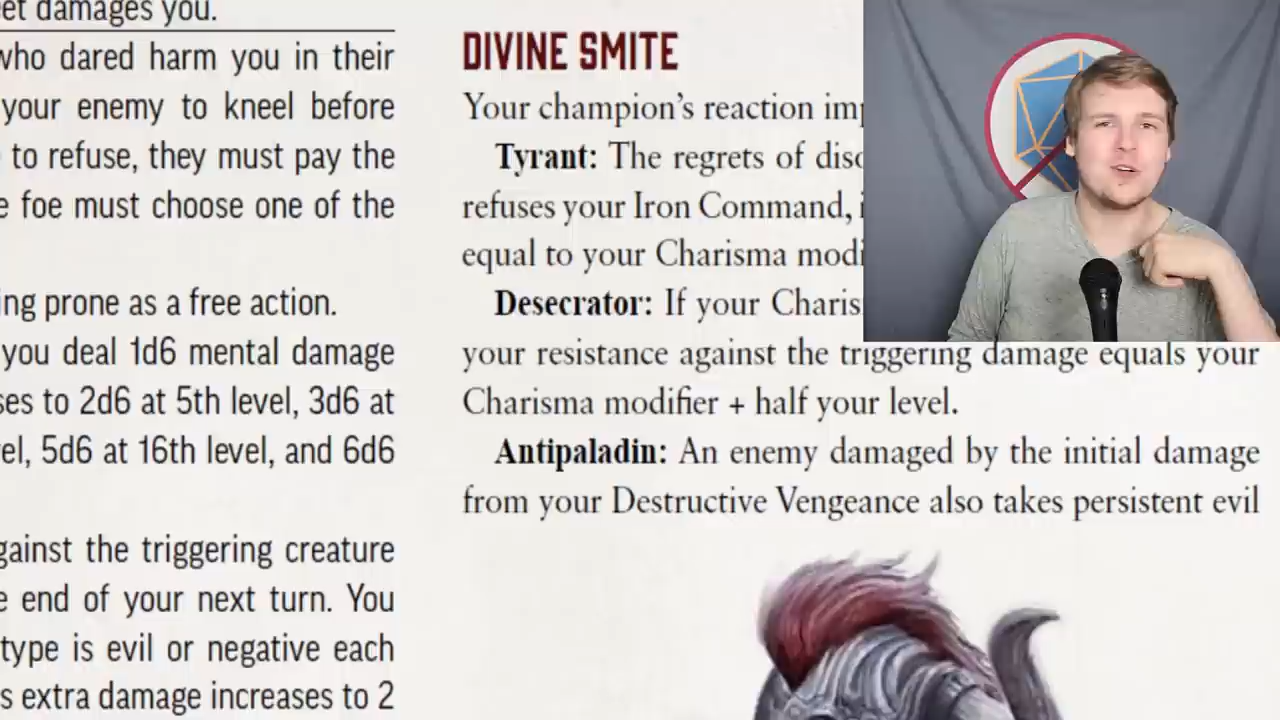 et damages you.
who dared harm you in their
your enemy to kneel before
to refuse, they must pay the
e foe must choose one of the
ing prone as a free action.
you deal 1d6 mental damage
ses to 2d6 at 5th level, 3d6 at
el, 5d6 at 16th level, and 6d6
gainst the triggering creature
e end of your next turn. You
type is evil or negative each
s extra damage increases to 2
DIVINE SMITE
Your champion's reaction imp
Tyrant: The regrets of diso
refuses your Iron Command, i
equal to your Charisma modi
Desecrator: If your Charis
your resistance against the triggering damage equals your
Charisma modifier + half your level.
Antipaladin: An enemy damaged by the initial damage
from your Destructive Vengeance also takes persistent evil